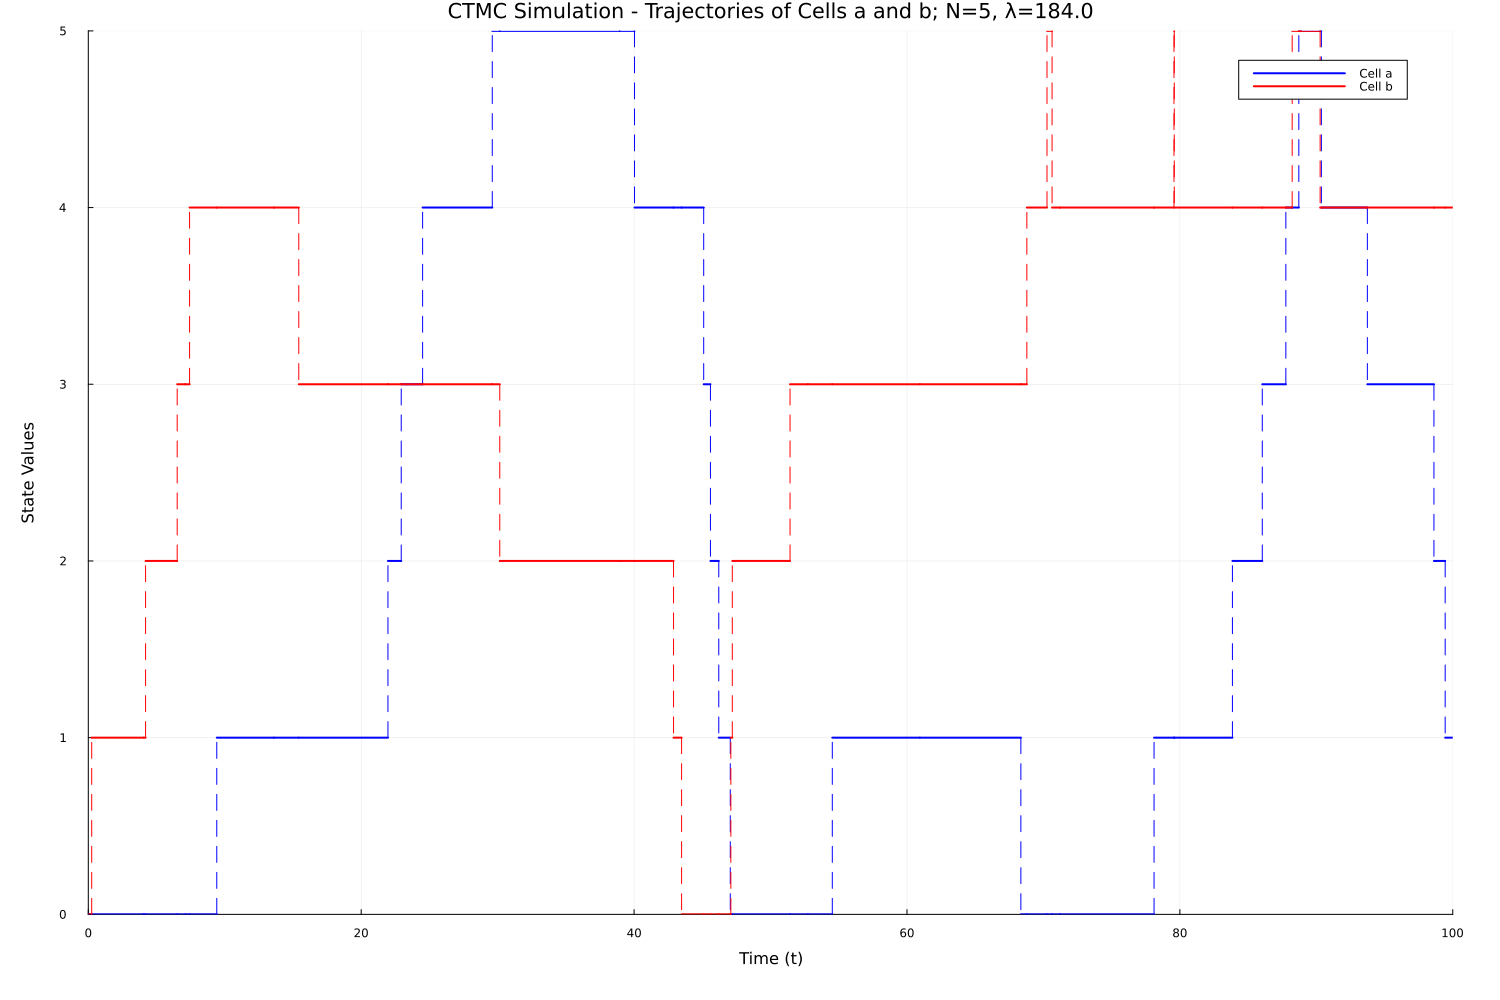 CTMC Simulation - Trajectories of Cells a and b; N=5, λ=184.0
5
4
3
2
1
0
State Values
Cell a
Cell b
0 20 40 60 80 100
Time (t)